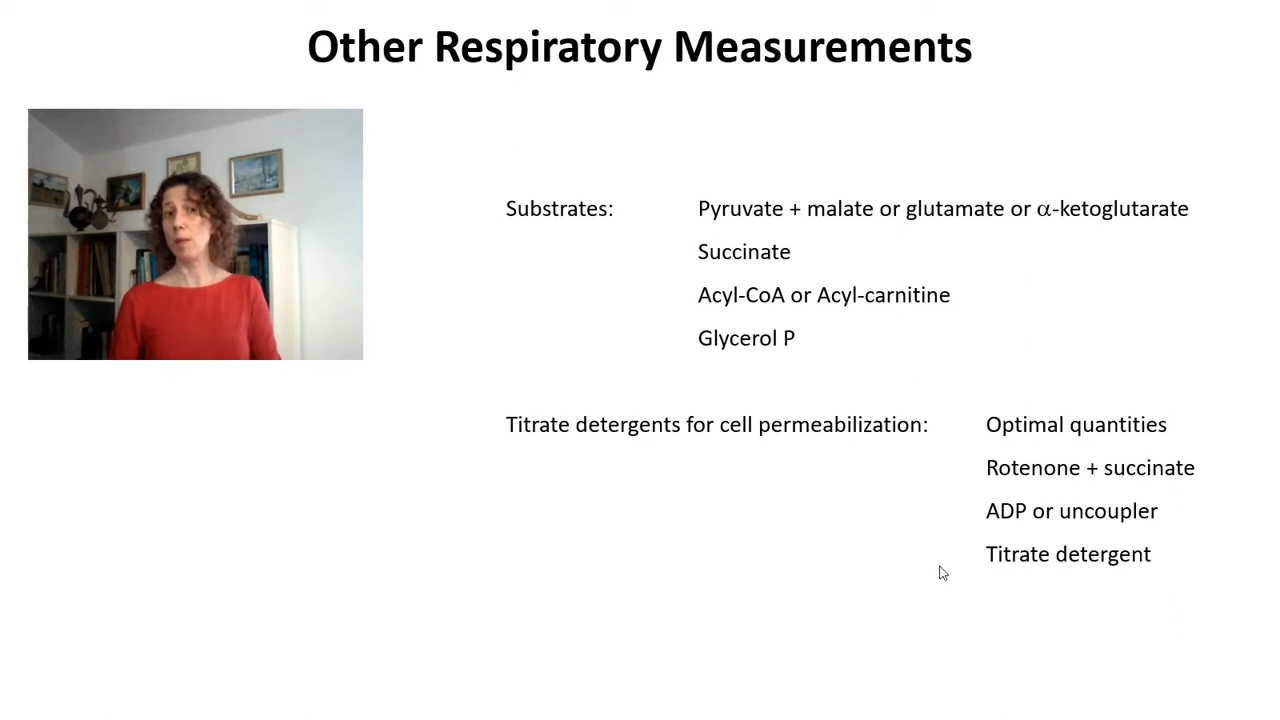 Other Respiratory Measurements
Substrates: Pyruvate + malate or glutamate or α-ketoglutarate
Succinate
Acyl-CoA or Acyl-carnitine
Glycerol P
Titrate detergents for cell permeabilization: Optimal quantities
Rotenone + succinate
ADP or uncoupler
Titrate detergent